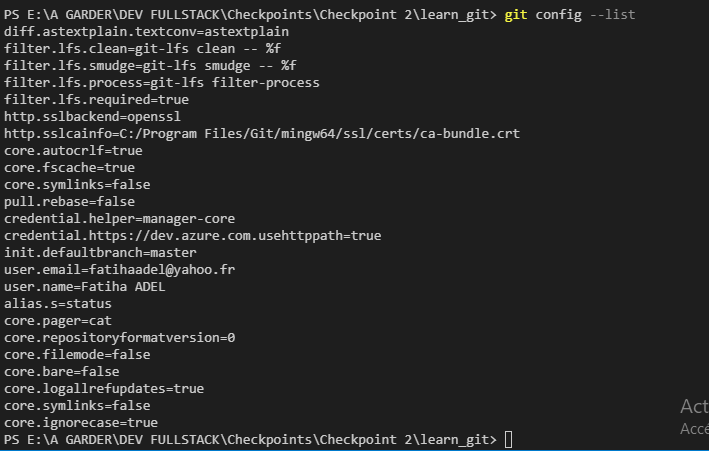 PS E:\A GARDER\DEV FULLSTACK\Checkpoints\Checkpoint 2\learn_git> git config --list
diff.astextplain.textconv=astextplain
filter.lfs.clean=git-lfs clean -- %f
filter.lfs.smudge=git-lfs smudge -- %f
filter.lfs.process=git-lfs filter-process
filter.lfs.required=true
http.sslbackend=openssl
http.sslcainfo=C:/Program Files/Git/mingw64/ssl/certs/ca-bundle.crt
core.autocrlf=true
core.fscache=true
core.symlinks=false
pull.rebase=false
credential.helper=manager-core
credential.https://dev.azure.com.usehttppath=true
init.defaultbranch=master
user.email=fatihaadel@yahoo.fr
user.name=Fatiha ADEL
alias.s=status
core.pager=cat
core.repositoryformatversion=0
core.filemode=false
core.bare=false
core.logallrefupdates=true
core.symlinks=false
core.ignorecase=true
PS E:\A GARDER\DEV FULLSTACK\Checkpoints\Checkpoint 2\learn_git>
Act
Accé